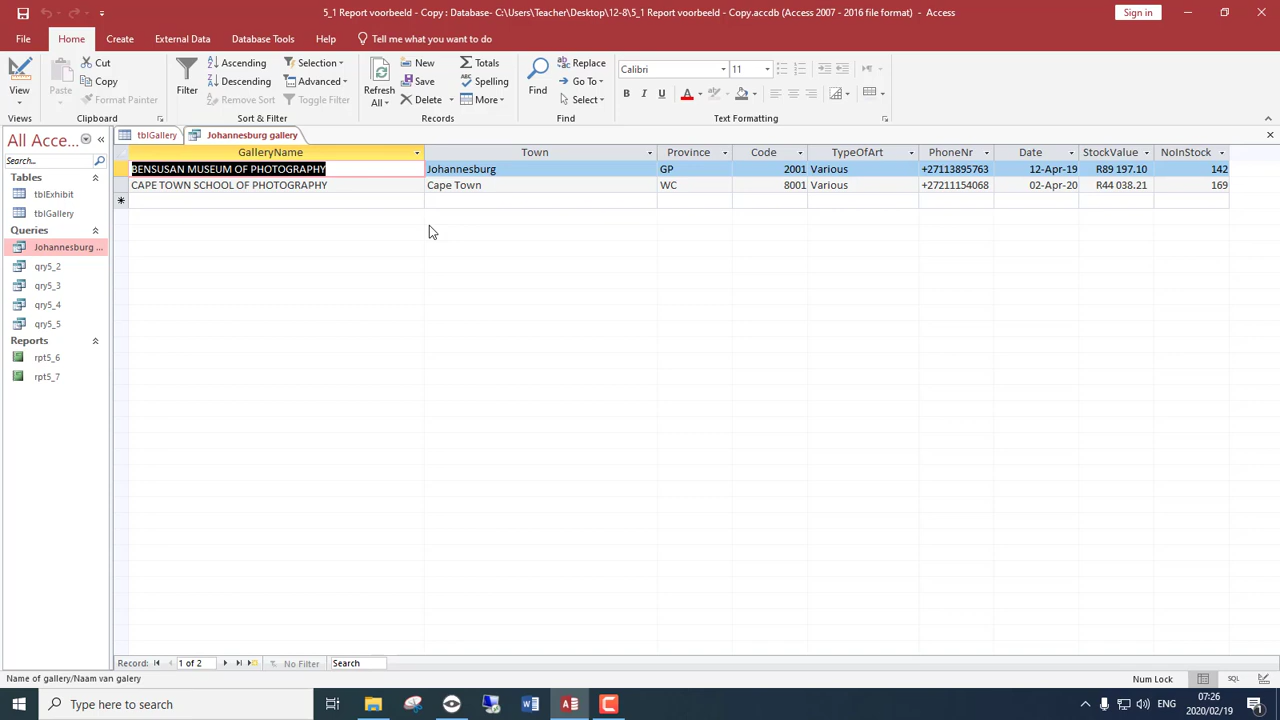 5_1 Report voorbeeld - Copy : Database- C:\Users\Teacher\Desktop\12-8\5_1 Report voorbeeld - Copy.accdb (Access 2007 - 2016 file format) - Access
Sign in
File Home Create External Data Database Tools Help Tell me what you want to do
View
Views
Paste
Cut
Copy
Format Painter
Clipboard
Filter
Ascending
Descending
Remove Sort
Selection
Advanced
Toggle Filter
Sort & Filter
Refresh All
New
Save
Delete
Totals
Spelling
More
Records
Find
Replace
Go To
Select
Find
Calibri 11
B I U A
Text Formatting
All Acce...
Search...
Tables
tblExhibit
tblGallery
Queries
Johannesburg ...
qry5_2
qry5_3
qry5_4
qry5_5
Reports
rpt5_6
rpt5_7
tblGallery Johannesburg gallery
GalleryName Town Province Code TypeOfArt PhoneNr Date StockValue NoInStock
BENSUSAN MUSEUM OF PHOTOGRAPHY Johannesburg GP 2001 Various +27113895763 12-Apr-19 R89 197.10 142
CAPE TOWN SCHOOL OF PHOTOGRAPHY Cape Town WC 8001 Various +27211154068 02-Apr-20 R44 038.21 169
Record: 1 of 2 No Filter Search
Name of gallery/Naam van galery
Num Lock
SQL
Type here to search
ENG
07:26
2020/02/19